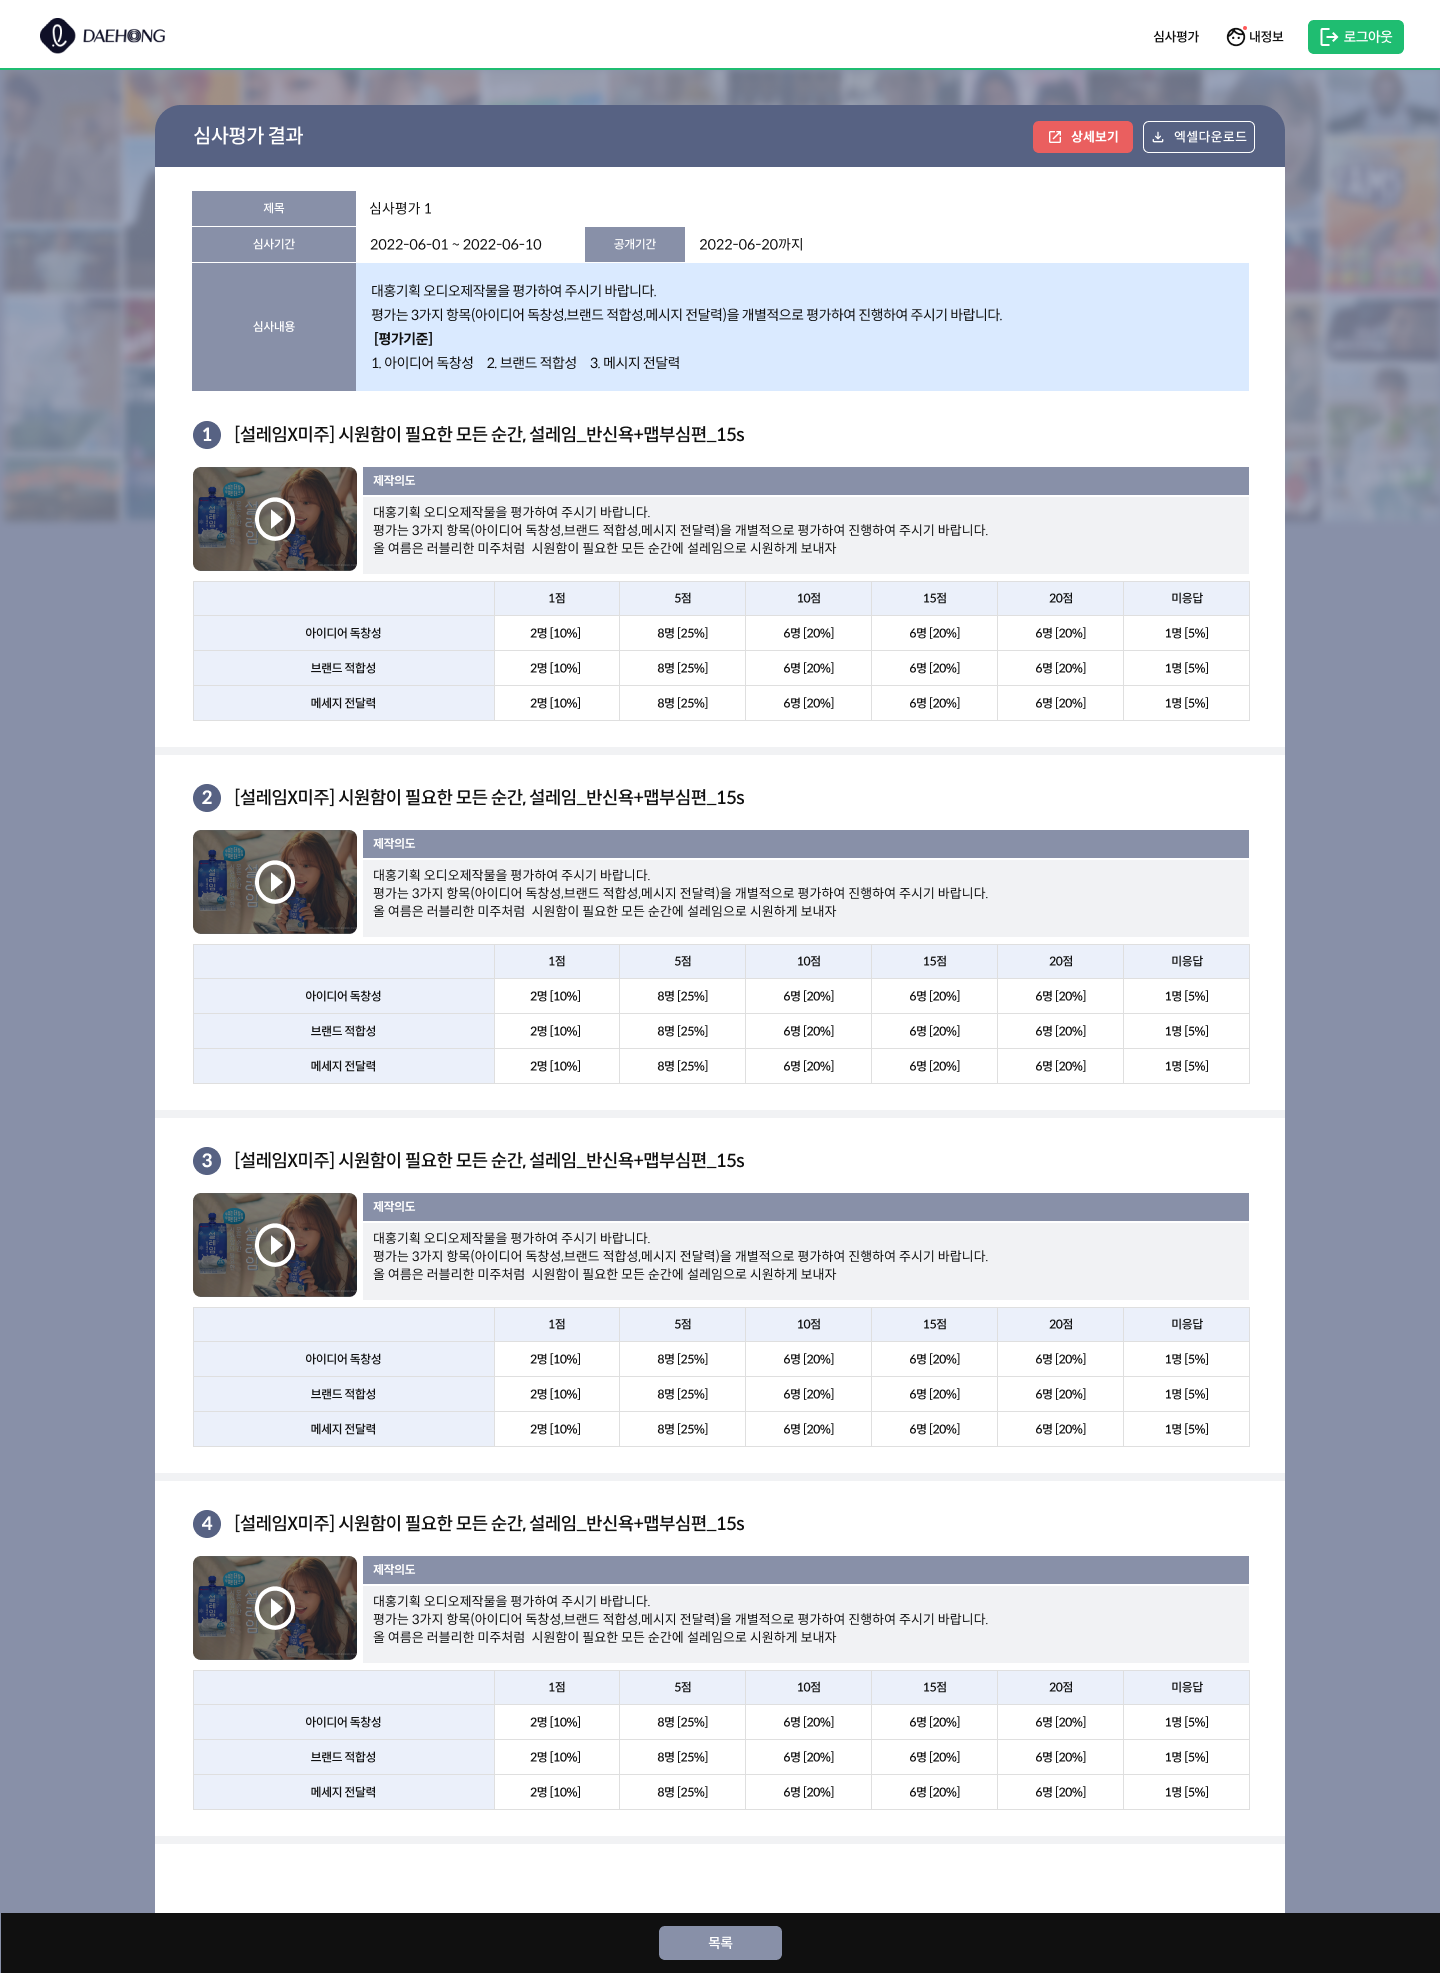 DAEHONG
심사평가
내정보
로그아웃
심사평가 결과
상세보기
엑셀다운로드
제목
심사평가 1
심사기간
2022-06-01 ~ 2022-06-10
공개기간
2022-06-20까지
심사내용
대홍기획 오디오제작물을 평가하여 주시기 바랍니다.
평가는 3가지 항목(아이디어 독창성,브랜드 적합성,메시지 전달력)을 개별적으로 평가하여 진행하여 주시기 바랍니다.
[평가기준]
1. 아이디어 독창성 2. 브랜드 적합성 3. 메시지 전달력
1 [설레임X미주] 시원함이 필요한 모든 순간, 설레임_반신욕+맵부심편_15s
설레임
제작의도
대홍기획 오디오제작물을 평가하여 주시기 바랍니다.
평가는 3가지 항목(아이디어 독창성,브랜드 적합성,메시지 전달력)을 개별적으로 평가하여 진행하여 주시기 바랍니다.
올 여름은 러블리한 미주처럼 시원함이 필요한 모든 순간에 설레임으로 시원하게 보내자
1점 5점 10점 15점 20점 미응답
아이디어 독창성 2명 [10%] 8명 [25%] 6명 [20%] 6명 [20%] 6명 [20%] 1명 [5%]
브랜드 적합성 2명 [10%] 8명 [25%] 6명 [20%] 6명 [20%] 6명 [20%] 1명 [5%]
메세지 전달력 2명 [10%] 8명 [25%] 6명 [20%] 6명 [20%] 6명 [20%] 1명 [5%]
2 [설레임X미주] 시원함이 필요한 모든 순간, 설레임_반신욕+맵부심편_15s
설레임
제작의도
대홍기획 오디오제작물을 평가하여 주시기 바랍니다.
평가는 3가지 항목(아이디어 독창성,브랜드 적합성,메시지 전달력)을 개별적으로 평가하여 진행하여 주시기 바랍니다.
올 여름은 러블리한 미주처럼 시원함이 필요한 모든 순간에 설레임으로 시원하게 보내자
1점 5점 10점 15점 20점 미응답
아이디어 독창성 2명 [10%] 8명 [25%] 6명 [20%] 6명 [20%] 6명 [20%] 1명 [5%]
브랜드 적합성 2명 [10%] 8명 [25%] 6명 [20%] 6명 [20%] 6명 [20%] 1명 [5%]
메세지 전달력 2명 [10%] 8명 [25%] 6명 [20%] 6명 [20%] 6명 [20%] 1명 [5%]
3 [설레임X미주] 시원함이 필요한 모든 순간, 설레임_반신욕+맵부심편_15s
설레임
제작의도
대홍기획 오디오제작물을 평가하여 주시기 바랍니다.
평가는 3가지 항목(아이디어 독창성,브랜드 적합성,메시지 전달력)을 개별적으로 평가하여 진행하여 주시기 바랍니다.
올 여름은 러블리한 미주처럼 시원함이 필요한 모든 순간에 설레임으로 시원하게 보내자
1점 5점 10점 15점 20점 미응답
아이디어 독창성 2명 [10%] 8명 [25%] 6명 [20%] 6명 [20%] 6명 [20%] 1명 [5%]
브랜드 적합성 2명 [10%] 8명 [25%] 6명 [20%] 6명 [20%] 6명 [20%] 1명 [5%]
메세지 전달력 2명 [10%] 8명 [25%] 6명 [20%] 6명 [20%] 6명 [20%] 1명 [5%]
4 [설레임X미주] 시원함이 필요한 모든 순간, 설레임_반신욕+맵부심편_15s
설레임
제작의도
대홍기획 오디오제작물을 평가하여 주시기 바랍니다.
평가는 3가지 항목(아이디어 독창성,브랜드 적합성,메시지 전달력)을 개별적으로 평가하여 진행하여 주시기 바랍니다.
올 여름은 러블리한 미주처럼 시원함이 필요한 모든 순간에 설레임으로 시원하게 보내자
1점 5점 10점 15점 20점 미응답
아이디어 독창성 2명 [10%] 8명 [25%] 6명 [20%] 6명 [20%] 6명 [20%] 1명 [5%]
브랜드 적합성 2명 [10%] 8명 [25%] 6명 [20%] 6명 [20%] 6명 [20%] 1명 [5%]
메세지 전달력 2명 [10%] 8명 [25%] 6명 [20%] 6명 [20%] 6명 [20%] 1명 [5%]
목록